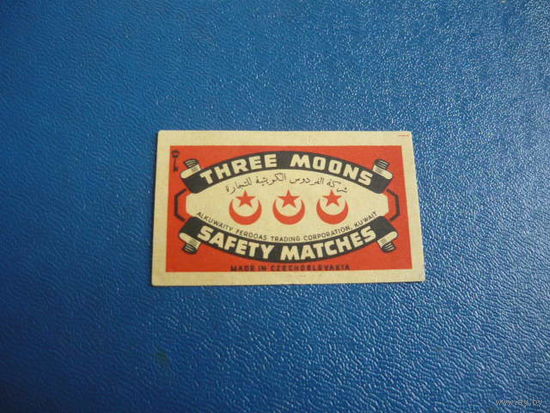 THREE MOONS
شركة الفردوس الكويتية للتجارة
ALKUWAITY FERDOAS TRADING CORPORATION, KUWAIT
SAFETY MATCHES
MADE IN CZECHOSLOVAKIA